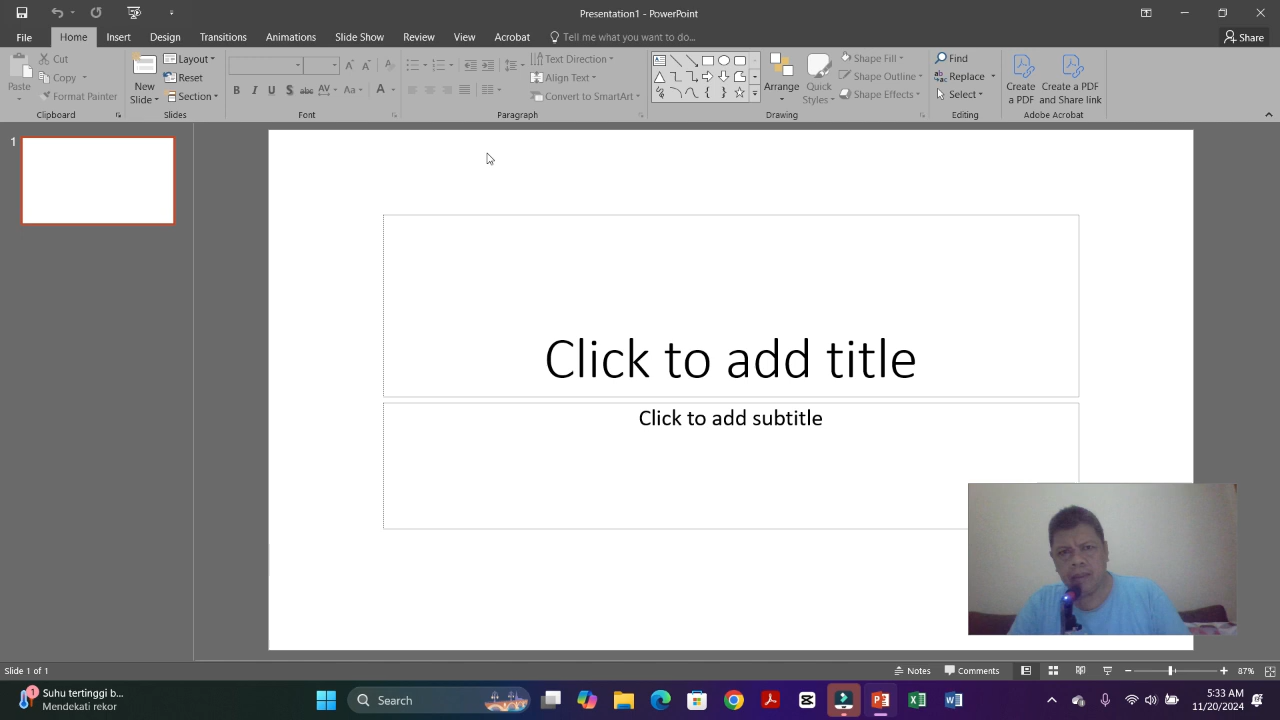 Presentation1 - PowerPoint
File Home Insert Design Transitions Animations Slide Show Review View Acrobat Tell me what you want to do... Share
Paste
Cut
Copy
Format Painter
Clipboard
New Slide
Layout
Reset
Section
Slides
B I U S abc AV Aa A
Font
Text Direction
Align Text
Convert to SmartArt
Paragraph
Arrange
Quick Styles
Shape Fill
Shape Outline
Shape Effects
Drawing
Find
Replace
Select
Editing
Create a PDF
Create a PDF and Share link
Adobe Acrobat
1
Click to add title
Click to add subtitle
Slide 1 of 1
Notes Comments 87%
1
Suhu tertinggi b...
Mendekati rekor
Search
5:33 AM
11/20/2024